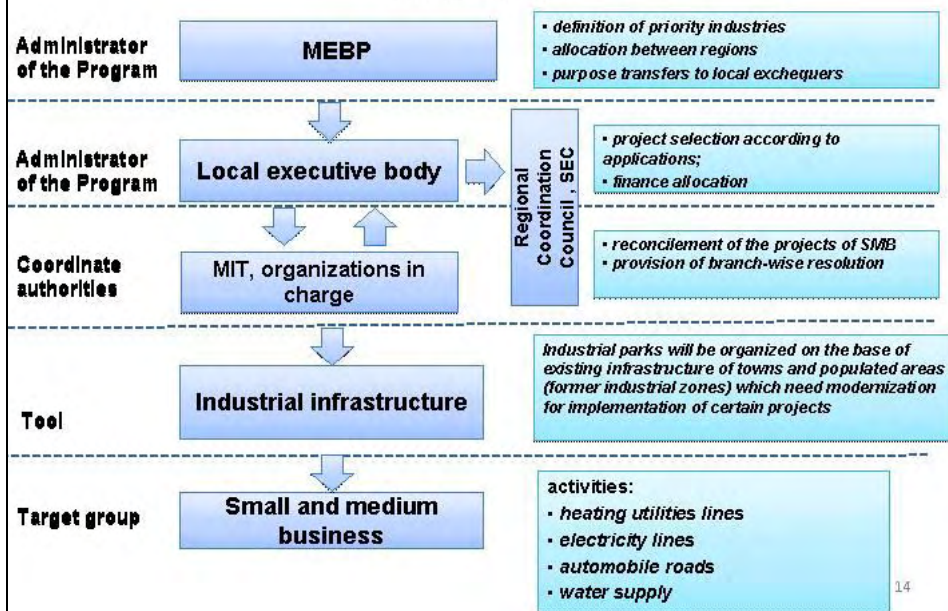 Administrator
of the Program
MEBP
▪ definition of priority industries
▪ allocation between regions
▪ purpose transfers to local exchequers
Administrator
of the Program
Local executive body
Regional
Coordination
Council , SEC
▪ project selection according to
applications;
▪ finance allocation
Coordinate
authorities
MIT, organizations in
charge
▪ reconcilement of the projects of SMB
▪ provision of branch-wise resolution
Tool
Industrial infrastructure
Industrial parks will be organized on the base of
existing infrastructure of towns and populated areas
(former industrial zones) which need modernization
for implementation of certain projects
Target group
Small and medium
business
activities:
▪ heating utilities lines
▪ electricity lines
▪ automobile roads
▪ water supply
14